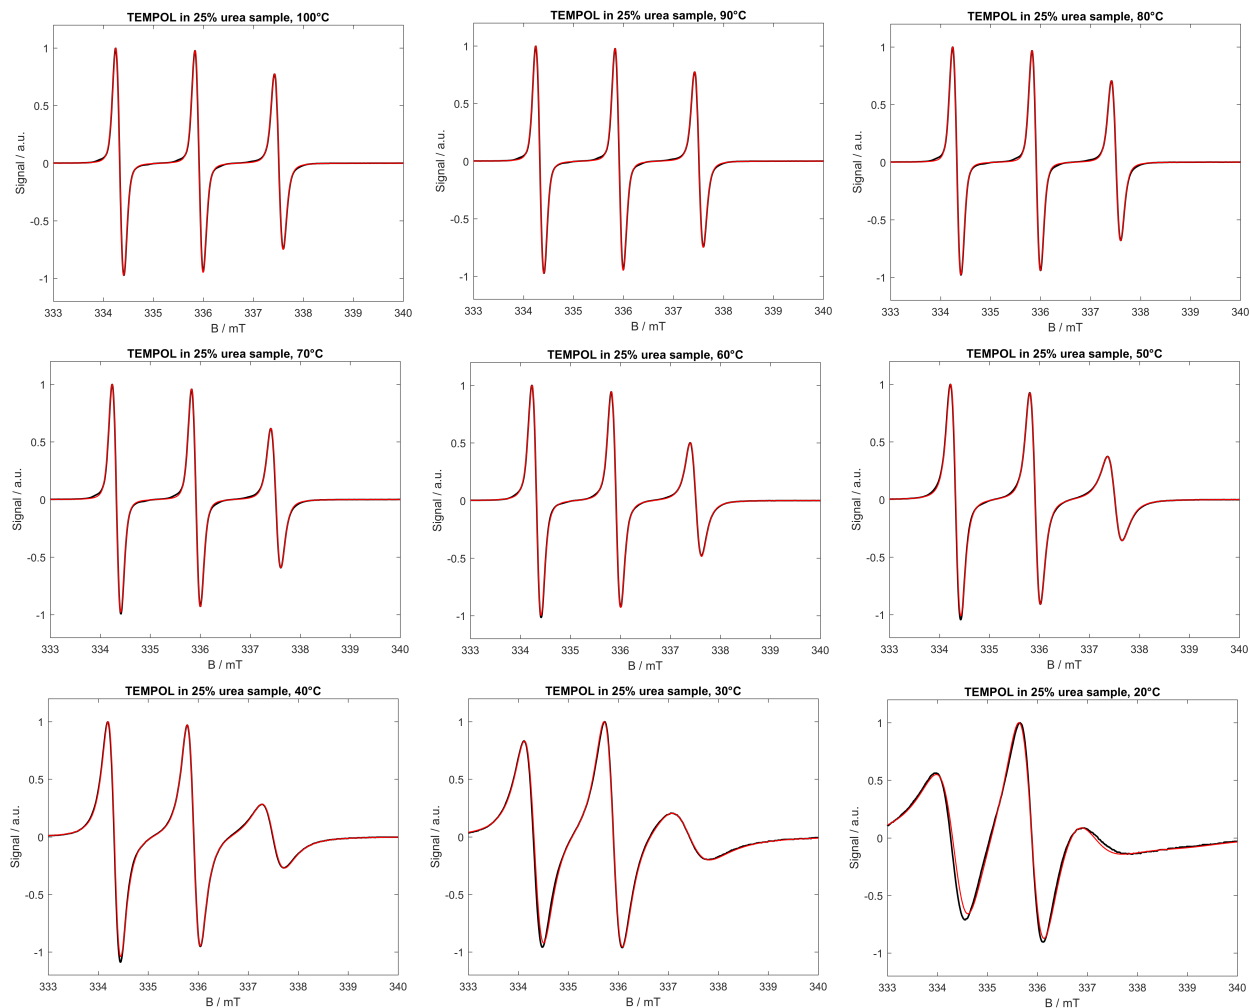 TEMPOL in 25% urea sample, 100°C
1
0.5
0
-0.5
-1
Signal / a.u.
333 334 335 336 337 338 339 340
B / mT
TEMPOL in 25% urea sample, 90°C
1
0.5
0
-0.5
-1
Signal / a.u.
333 334 335 336 337 338 339 340
B / mT
TEMPOL in 25% urea sample, 80°C
1
0.5
0
-0.5
-1
Signal / a.u.
333 334 335 336 337 338 339 340
B / mT
TEMPOL in 25% urea sample, 70°C
1
0.5
0
-0.5
-1
Signal / a.u.
333 334 335 336 337 338 339 340
B / mT
TEMPOL in 25% urea sample, 60°C
1
0.5
0
-0.5
-1
Signal / a.u.
333 334 335 336 337 338 339 340
B / mT
TEMPOL in 25% urea sample, 50°C
1
0.5
0
-0.5
-1
Signal / a.u.
333 334 335 336 337 338 339 340
B / mT
TEMPOL in 25% urea sample, 40°C
1
0.5
0
-0.5
-1
Signal / a.u.
333 334 335 336 337 338 339 340
B / mT
TEMPOL in 25% urea sample, 30°C
1
0.5
0
-0.5
-1
Signal / a.u.
333 334 335 336 337 338 339 340
B / mT
TEMPOL in 25% urea sample, 20°C
1
0.5
0
-0.5
-1
Signal / a.u.
333 334 335 336 337 338 339 340
B / mT